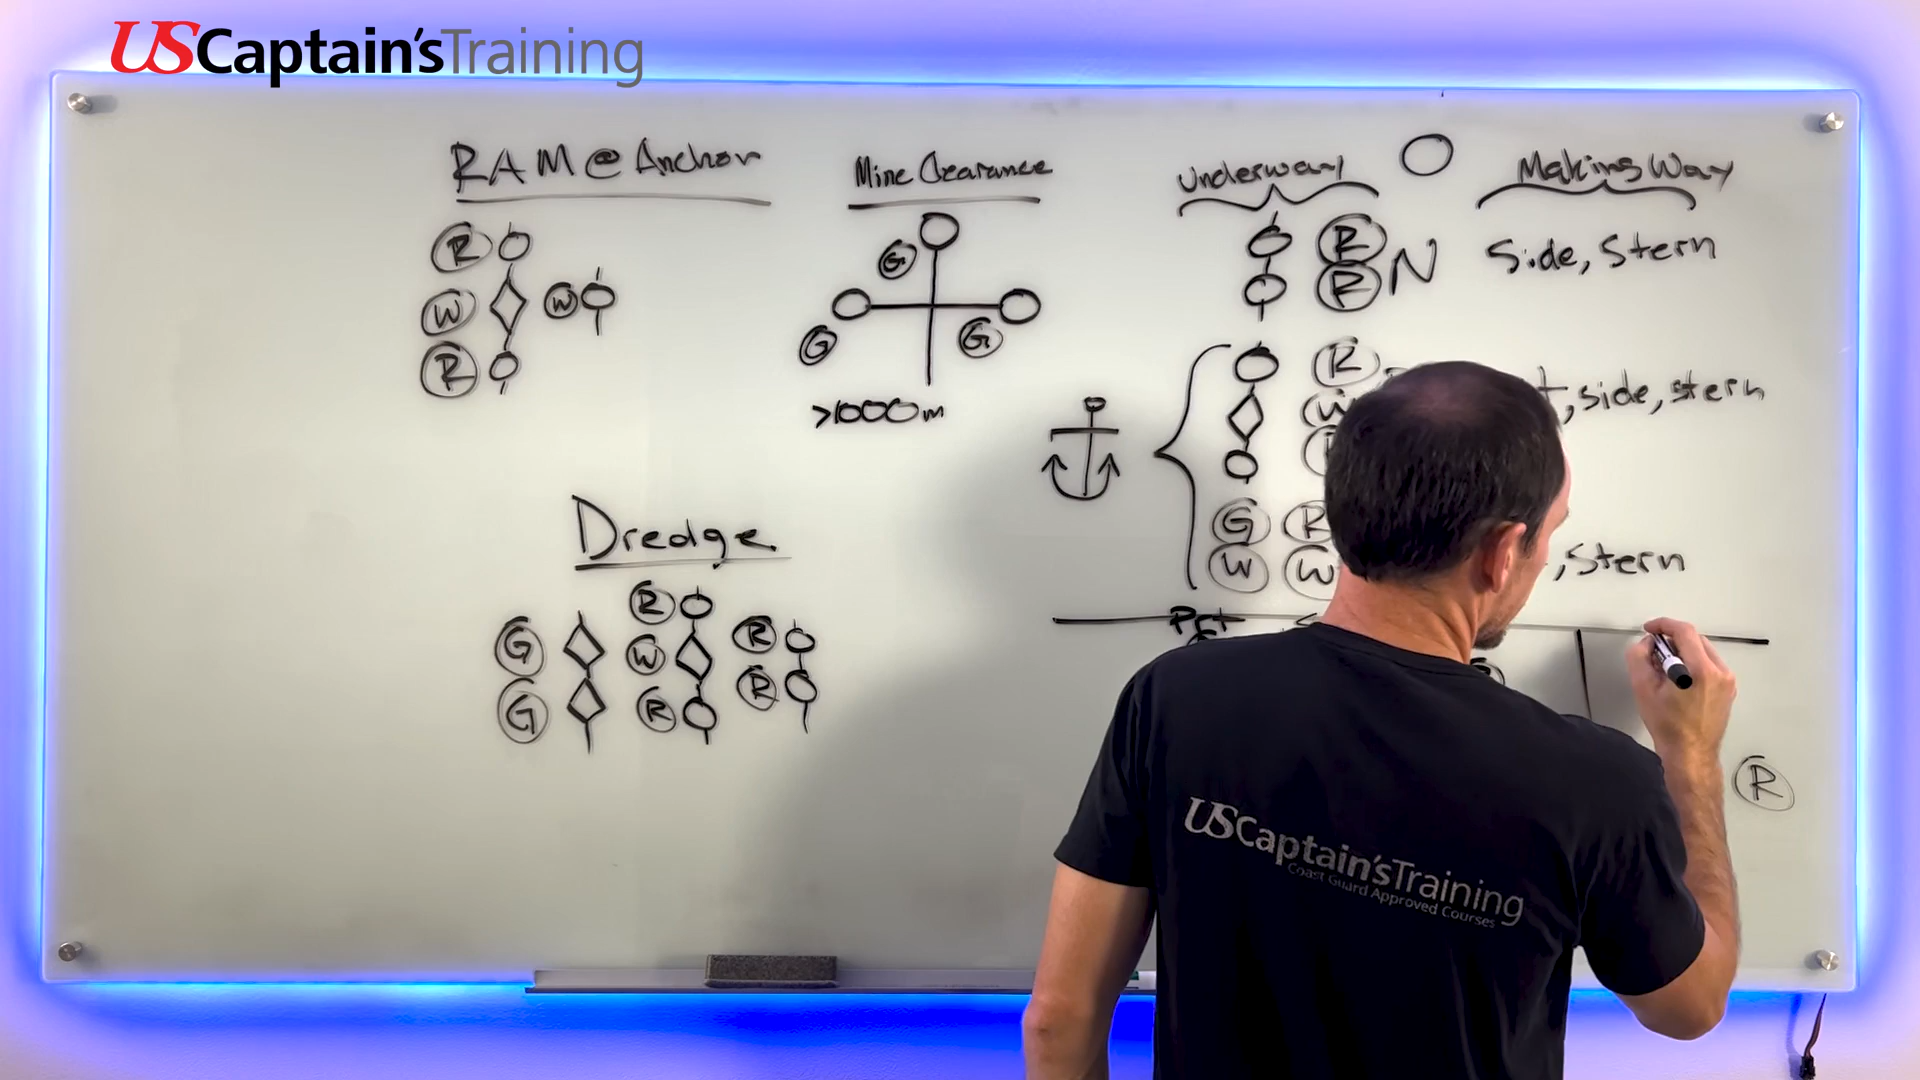 USCaptain'sTraining
RAM @ Anchor
R
W W
R
Mine Clearance
G
G G
>1000m
Underway
R
R N
Making Way
Side, Stern
R
W
,side,stern
G R
W W
,Stern
Dredge
G R R
G W R
R
R
USCaptain'sTraining
Coast Guard Approved Courses